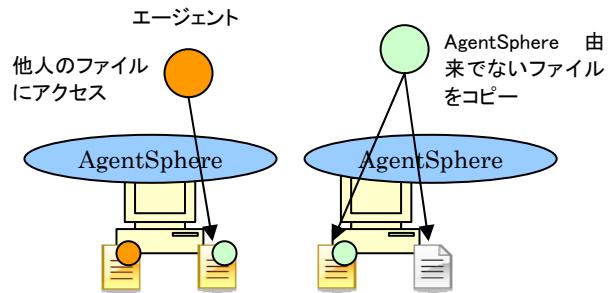 エージェント
他人のファイル
にアクセス
AgentSphere 由
来でないファイル
をコピー
AgentSphere
AgentSphere